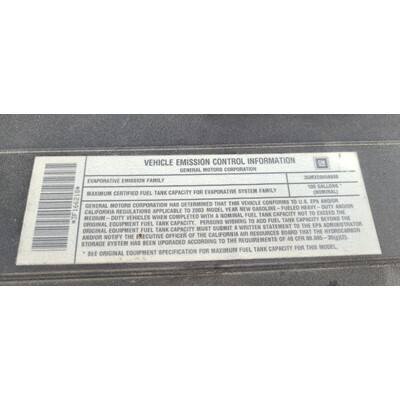 VEHICLE EMISSION CONTROL INFORMATION
GENERAL MOTORS CORPORATION
GM
EVAPORATIVE EMISSION FAMILY
MAXIMUM CERTIFIED FUEL TANK CAPACITY FOR EVAPORATIVE SYSTEM FAMILY
100 GALLONS *
(NOMINAL)
GENERAL MOTORS CORPORATION HAS DETERMINED THAT THIS VEHICLE CONFORMS TO U.S. EPA AND/OR
CALIFORNIA REGULATIONS APPLICABLE TO 2003 MODEL YEAR NEW GASOLINE - FUELED HEAVY - DUTY AND/OR
MEDIUM - DUTY VEHICLES WHEN COMPLETED WITH A NOMINAL FUEL TANK CAPACITY NOT TO EXCEED THE
ORIGINAL EQUIPMENT FUEL TANK CAPACITY. PERSONS WISHING TO ADD FUEL TANK CAPACITY BEYOND THE
ORIGINAL EQUIPMENT FUEL TANK CAPACITY MUST SUBMIT A WRITTEN STATEMENT TO THE EPA ADMINISTRATOR
AND/OR NOTIFY THE EXECUTIVE OFFICER OF THE CALIFORNIA AIR RESOURCES BOARD THAT THE HYDROCARBON
STORAGE SYSTEM HAS BEEN UPGRADED ACCORDING TO THE REQUIREMENTS OF 40 CFR
* SEE ORIGINAL EQUIPMENT SPECIFICATION FOR MAXIMUM FUEL TANK CAPACITY FOR THIS MODEL.